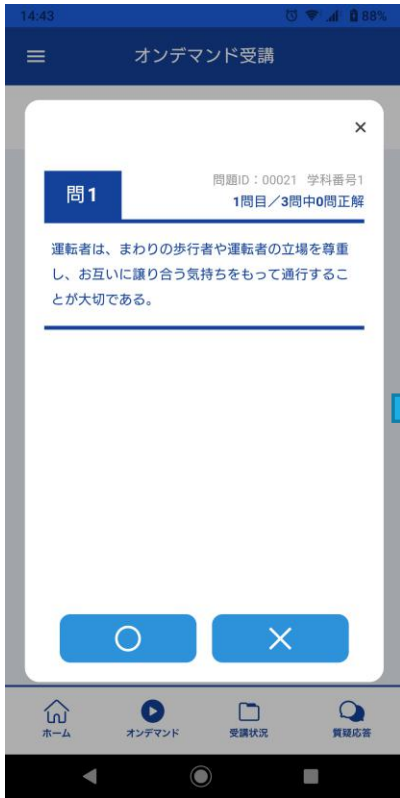 14:43
88%
オンデマンド受講
×
問1
問題ID：00021 学科番号1
1問目／3問中0問正解
運転者は、まわりの歩行者や運転者の立場を尊重
し、お互いに譲り合う気持ちをもって通行するこ
とが大切である。
○ ×
ホーム オンデマンド 受講状況 質疑応答